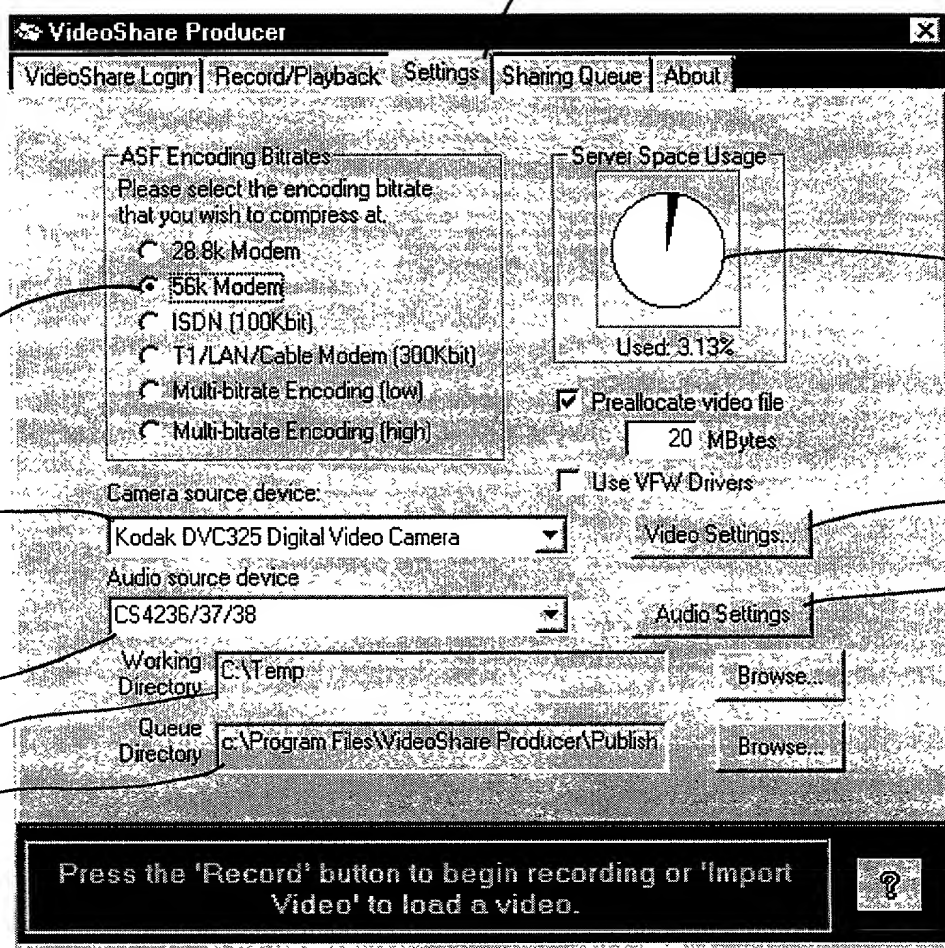 VideoShare Producer
VideoShare Login Record/Playback Settings Sharing Queue About
ASF Encoding Bitrates
Please select the encoding bitrate
that you wish to compress at.
28.8k Modem
56k Modem
ISDN (100Kbit)
T1/LAN/Cable Modem (300Kbit)
Multi-bitrate Encoding (low)
Multi-bitrate Encoding (high)
Server Space Usage
Used: 3.13%
Preallocate video file
20 MBytes
Use VFW Drivers
Camera source device:
Kodak DVC325 Digital Video Camera
Video Settings...
Audio source device
CS4236/37/38
Audio Settings
Working
Directory
C:\Temp
Browse...
Queue
Directory
c:\Program Files\VideoShare Producer\Publish
Browse...
Press the 'Record' button to begin recording or 'Import
Video' to load a video.
?